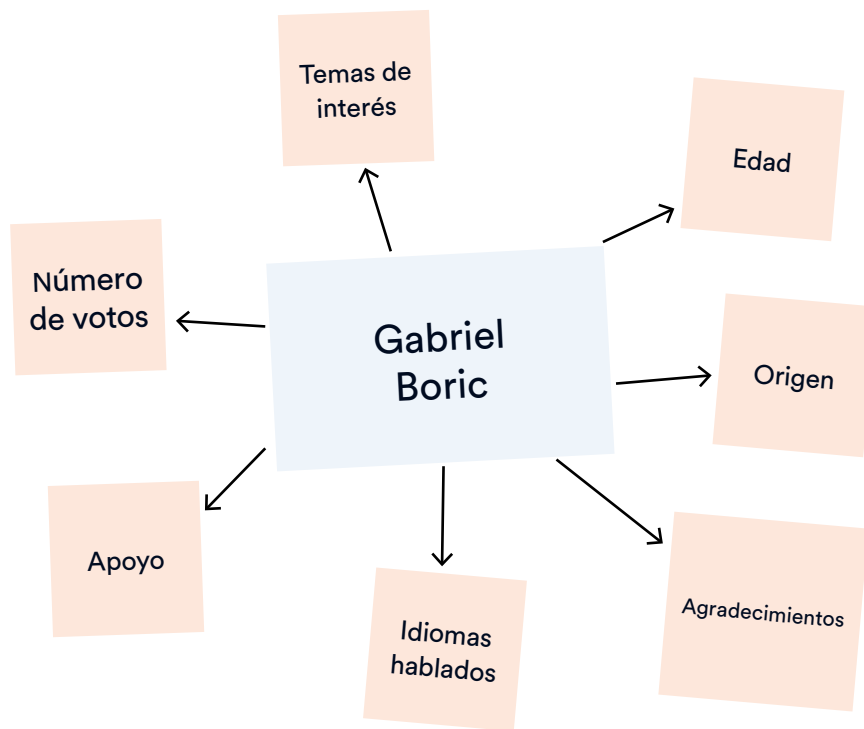 Temas de
interés
Edad
Número
de votos
Gabriel
Boric
Origen
Apoyo
Idiomas
hablados
Agradecimientos